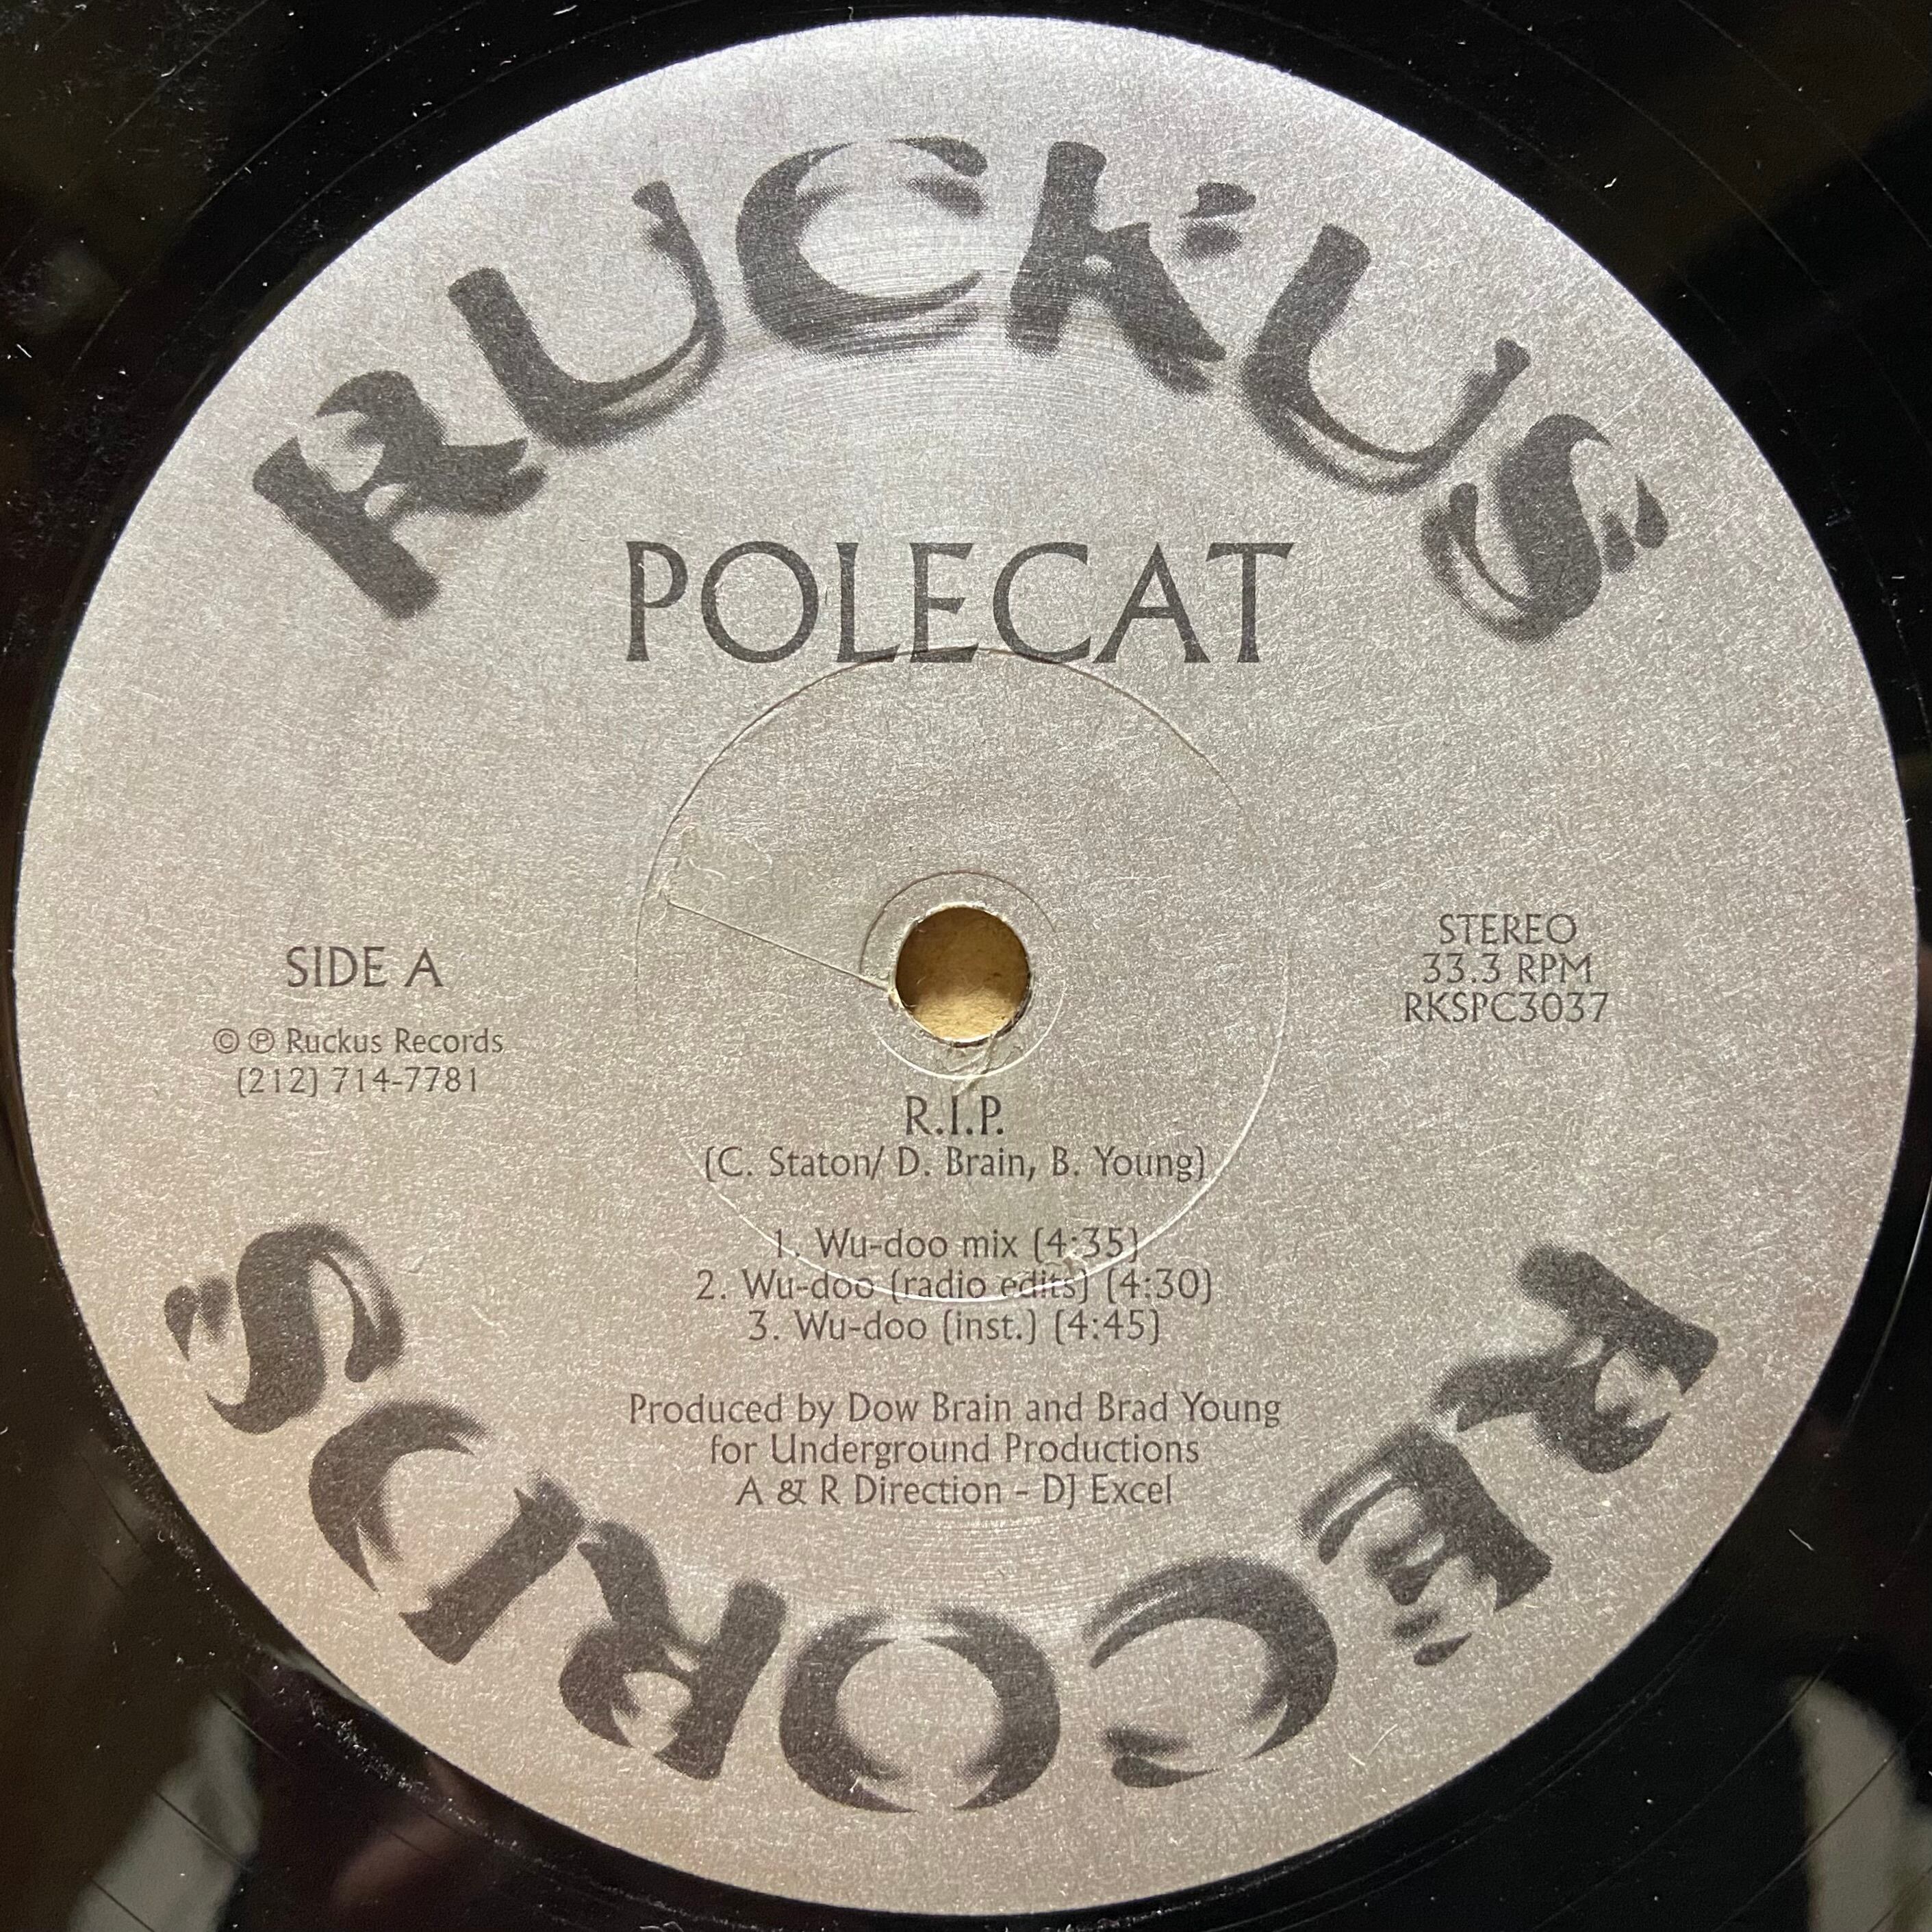 RUCKUS
POLECAT
SIDE A
© ℗ Ruckus Records
(212) 714-7781
STEREO
33.3 RPM
RKSPC3037
R.I.P.
(C. Staton/ D. Brain, B. Young)
1. Wu-doo mix (4:35)
2. Wu-doo (radio edits) (4:30)
3. Wu-doo (inst.) (4:45)
Produced by Dow Brain and Brad Young
for Underground Productions
A & R Direction - DJ Excel
RECORDS